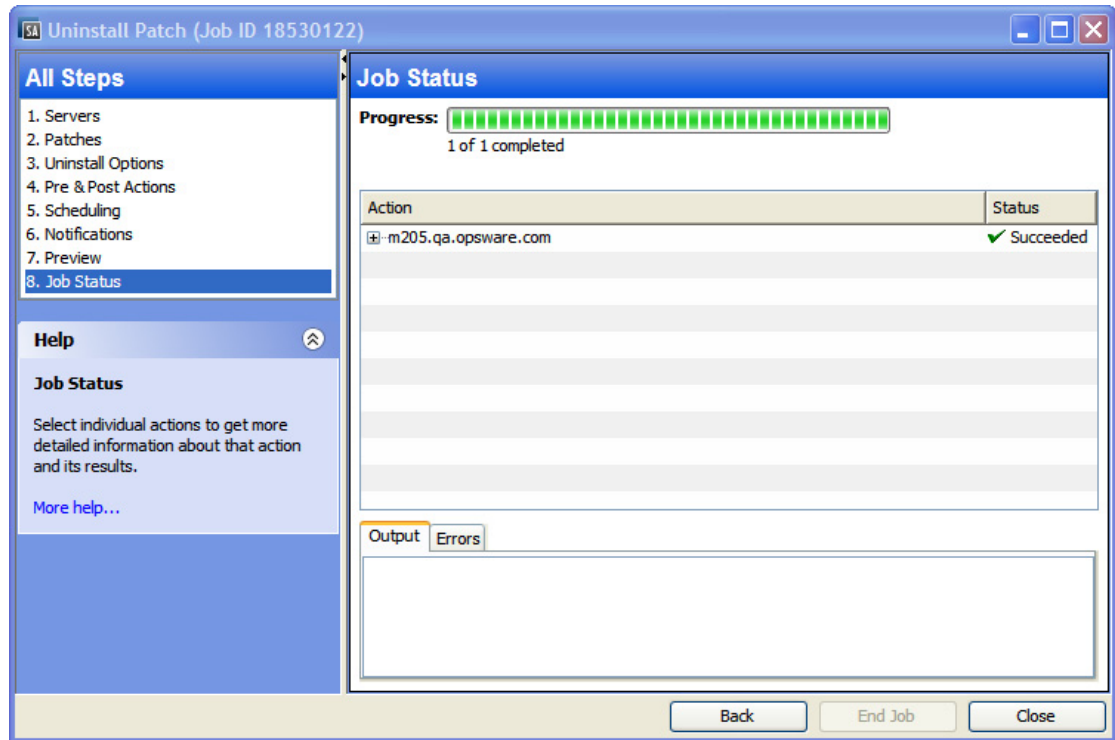 SA Uninstall Patch (Job ID 18530122)
All Steps
1. Servers
2. Patches
3. Uninstall Options
4. Pre & Post Actions
5. Scheduling
6. Notifications
7. Preview
8. Job Status
Help
Job Status
Select individual actions to get more
detailed information about that action
and its results.
More help...
Job Status
Progress:
1 of 1 completed
Action Status
m205.qa.opsware.com Succeeded
Output Errors
Back End Job Close